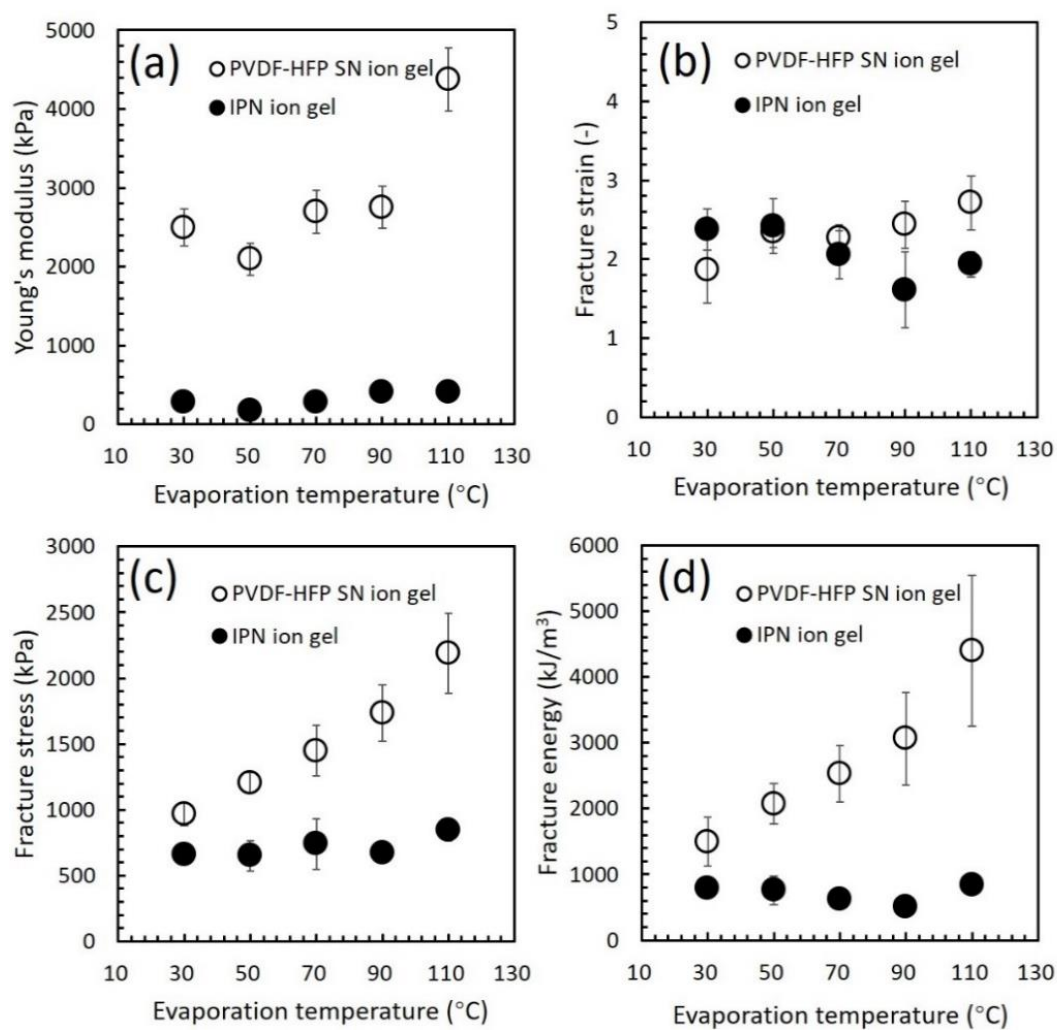 (a)
PVDF-HFP SN ion gel
IPN ion gel
Young's modulus (kPa)
5000
4000
3000
2000
1000
0
10 30 50 70 90 110 130
Evaporation temperature (°C)
(b)
PVDF-HFP SN ion gel
IPN ion gel
Fracture strain (-)
5
4
3
2
1
0
10 30 50 70 90 110 130
Evaporation temperature (°C)
(c)
PVDF-HFP SN ion gel
IPN ion gel
Fracture stress (kPa)
3000
2500
2000
1500
1000
500
0
10 30 50 70 90 110 130
Evaporation temperature (°C)
(d)
PVDF-HFP SN ion gel
IPN ion gel
Fracture energy (kJ/m³)
6000
5000
4000
3000
2000
1000
0
10 30 50 70 90 110 130
Evaporation temperature (°C)